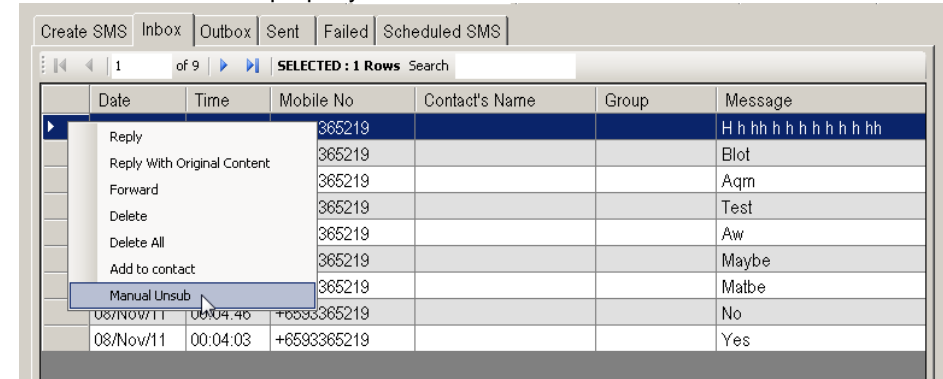 Create SMS Inbox Outbox Sent Failed Scheduled SMS
1 of 9 SELECTED : 1 Rows Search
Date Time Mobile No Contact's Name Group Message
365219 H h hh h h h h h h h hh
Reply
365219 Blot
Reply With Original Content
365219 Aqm
Forward
365219 Test
Delete
365219 Aw
Delete All
365219 Maybe
Add to contact
365219 Matbe
Manual Unsub
08/Nov/11 00:04:46 +6593365219 No
08/Nov/11 00:04:03 +6593365219 Yes